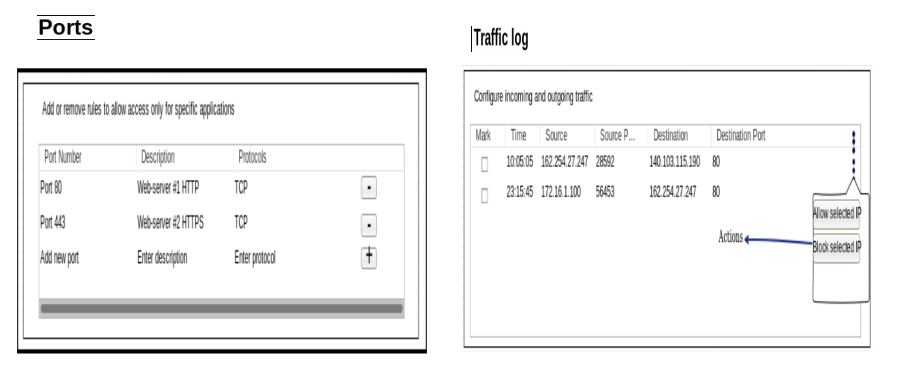 Ports
Add or remove rules to allow access only for specific applications
Port Number Description Protocols
Port 80 Web-server #1 HTTP TCP -
Port 443 Web-server #2 HTTPS TCP -
Add new port Enter description Enter protocol +
Traffic log
Configure incoming and outgoing traffic
Mark Time Source Source P... Destination Destination Port
10:05:05 162.254.27.247 28592 140.103.115.190 80
23:15:45 172.16.1.100 56453 162.254.27.247 80
Allow selected IP
Actions
Block selected IP